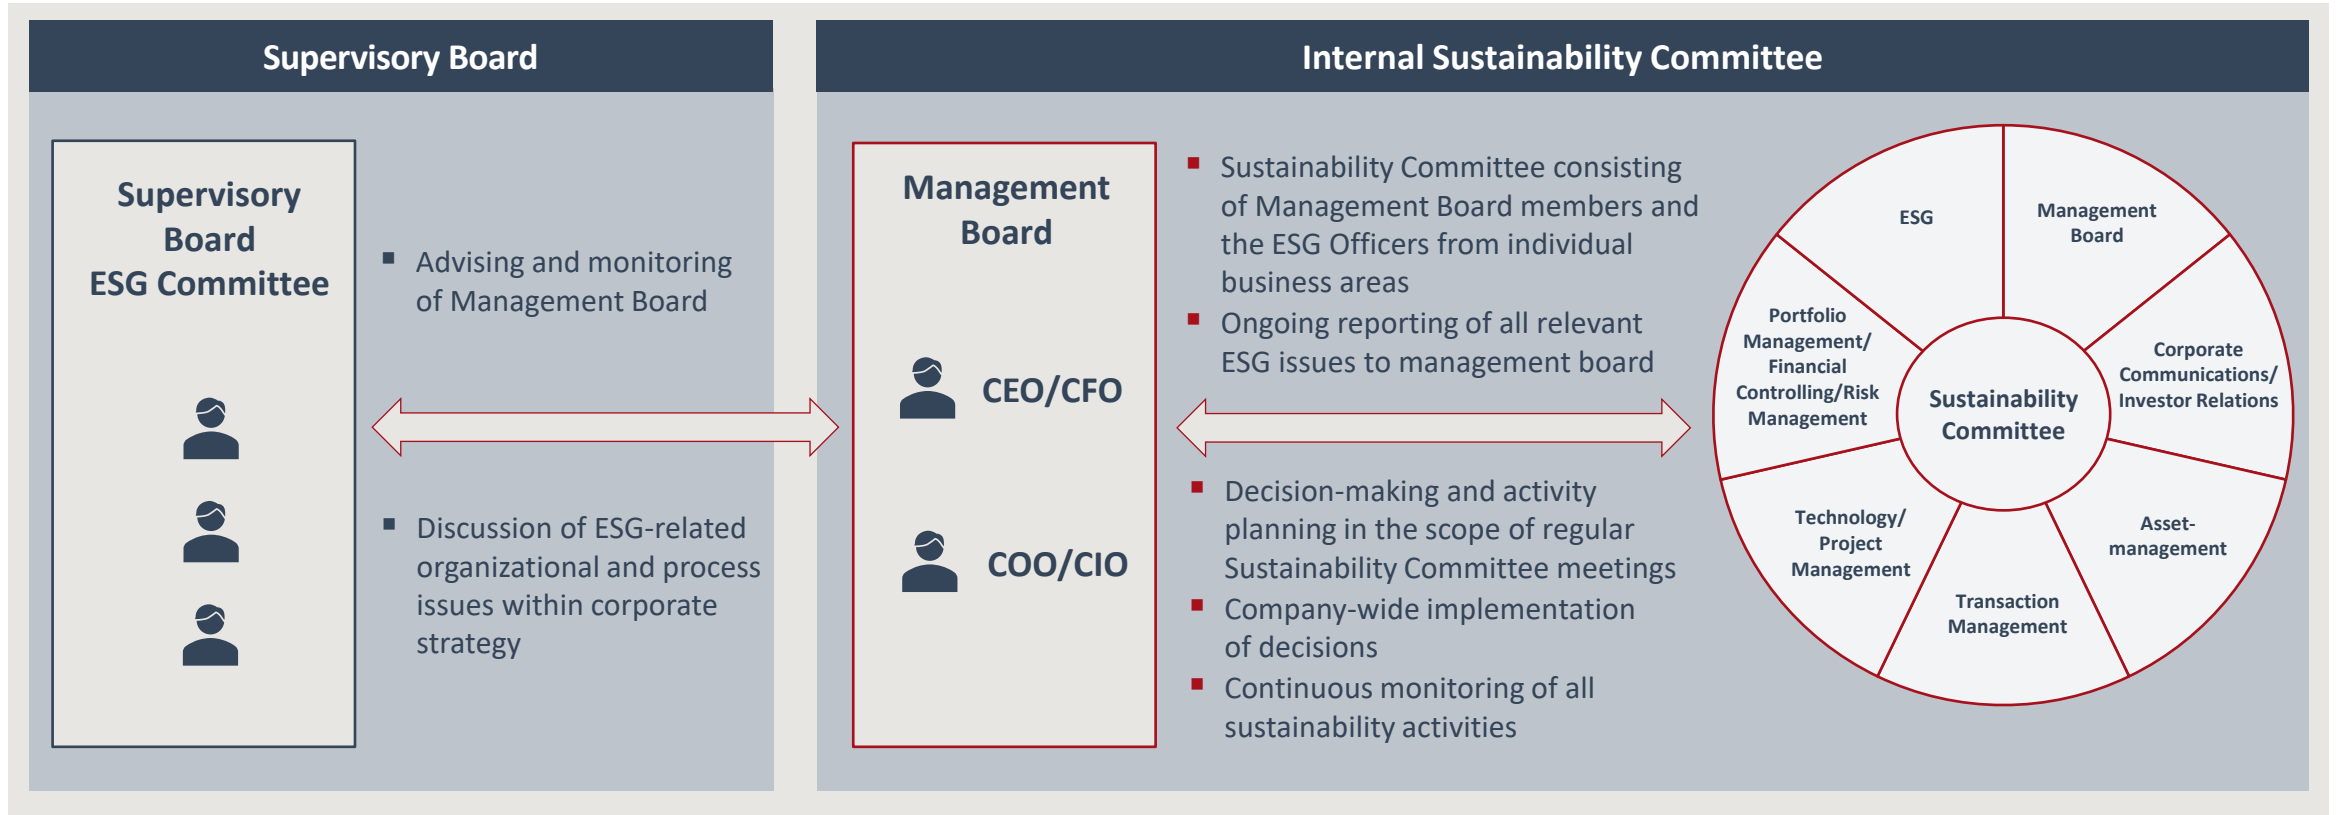 Supervisory Board
Supervisory
Board
ESG Committee
▪ Advising and monitoring
of Management Board
▪ Discussion of ESG-related
organizational and process
issues within corporate
strategy
Internal Sustainability Committee
Management
Board
CEO/CFO
COO/CIO
▪ Sustainability Committee consisting
of Management Board members and
the ESG Officers from individual
business areas
▪ Ongoing reporting of all relevant
ESG issues to management board
▪ Decision-making and activity
planning in the scope of regular
Sustainability Committee meetings
▪ Company-wide implementation
of decisions
▪ Continuous monitoring of all
sustainability activities
ESG
Management
Board
Corporate
Communications/
Investor Relations
Asset-
management
Transaction
Management
Technology/
Project
Management
Portfolio
Management/
Financial
Controlling/Risk
Management
Sustainability
Committee